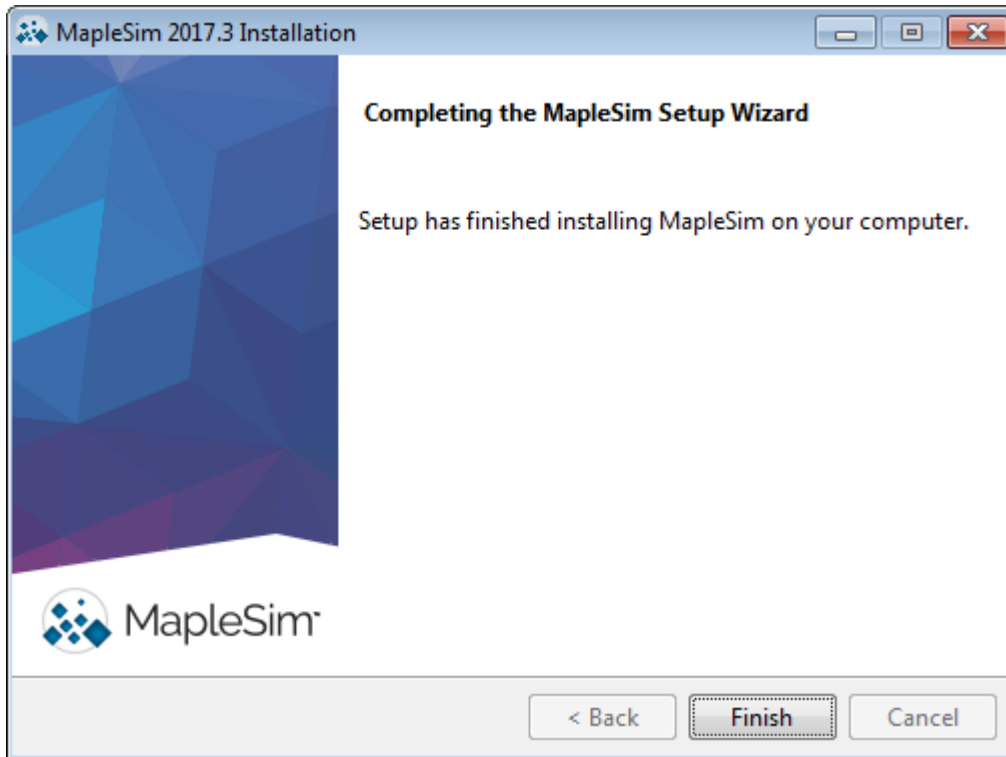 MapleSim 2017.3 Installation
Completing the MapleSim Setup Wizard
Setup has finished installing MapleSim on your computer.
MapleSim
< Back
Finish
Cancel